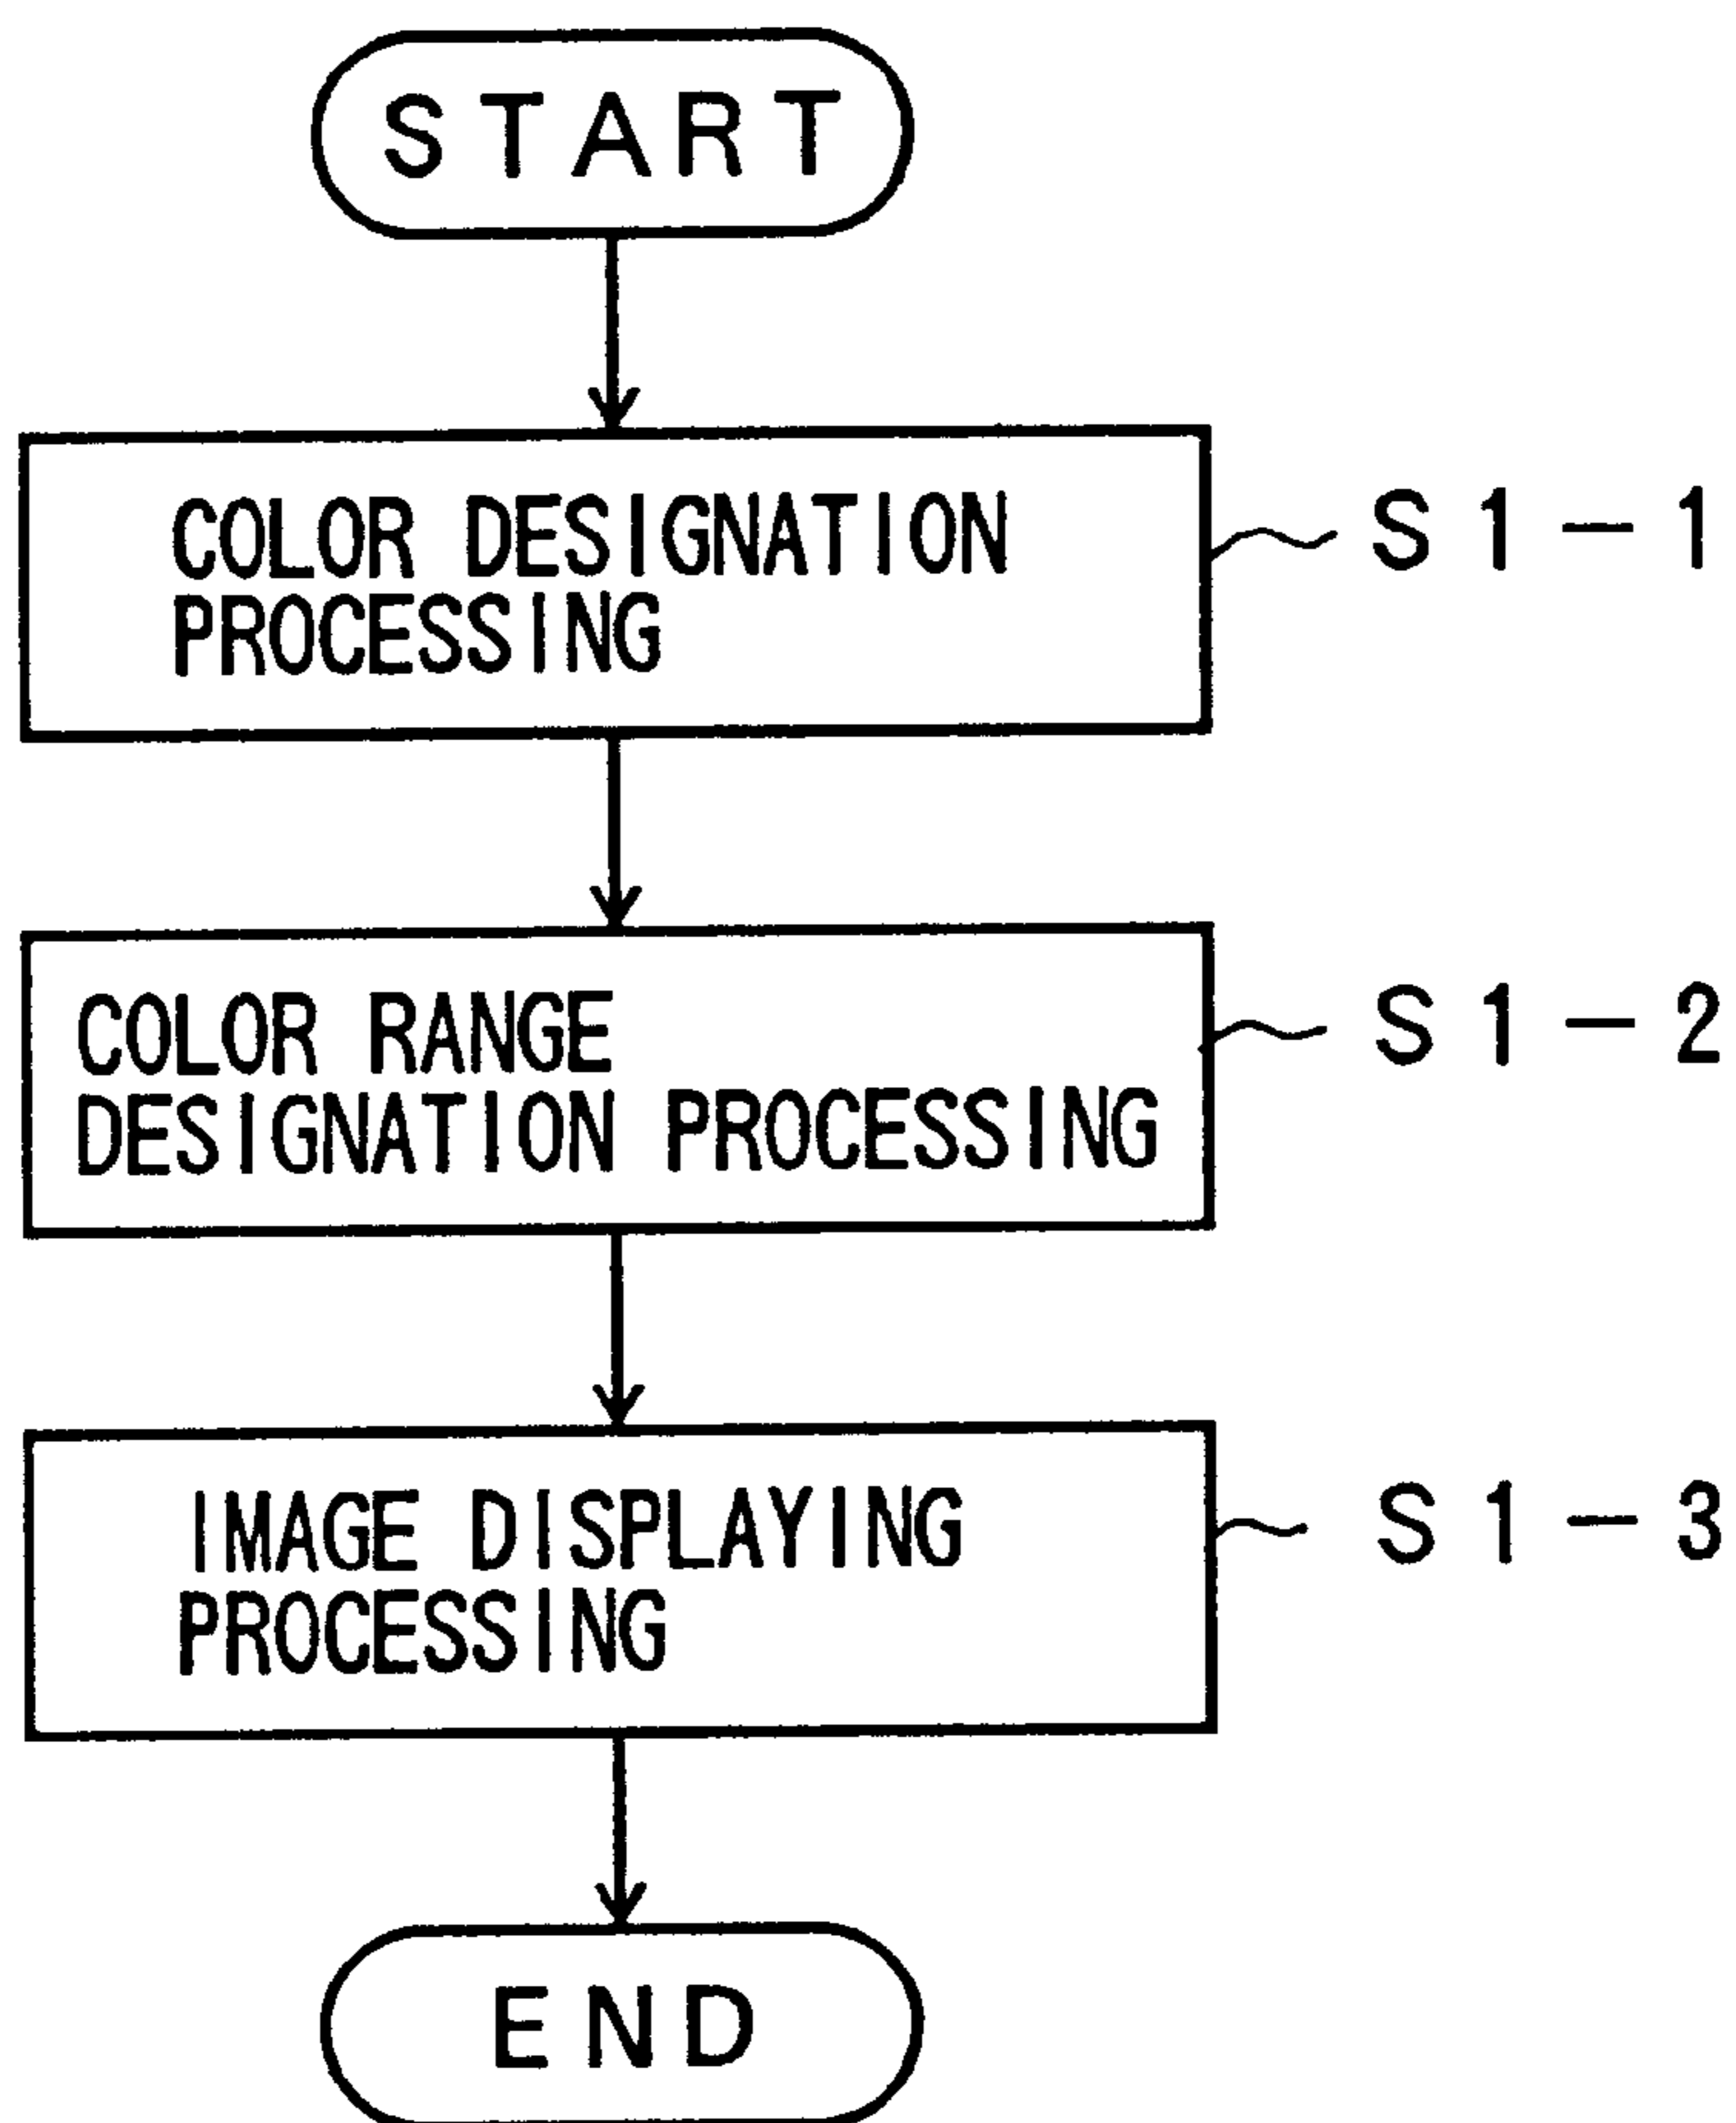 START
COLOR DESIGNATION
PROCESSING
S1-1
COLOR RANGE
DESIGNATION PROCESSING
S1-2
IMAGE DISPLAYING
PROCESSING
S1-3
END